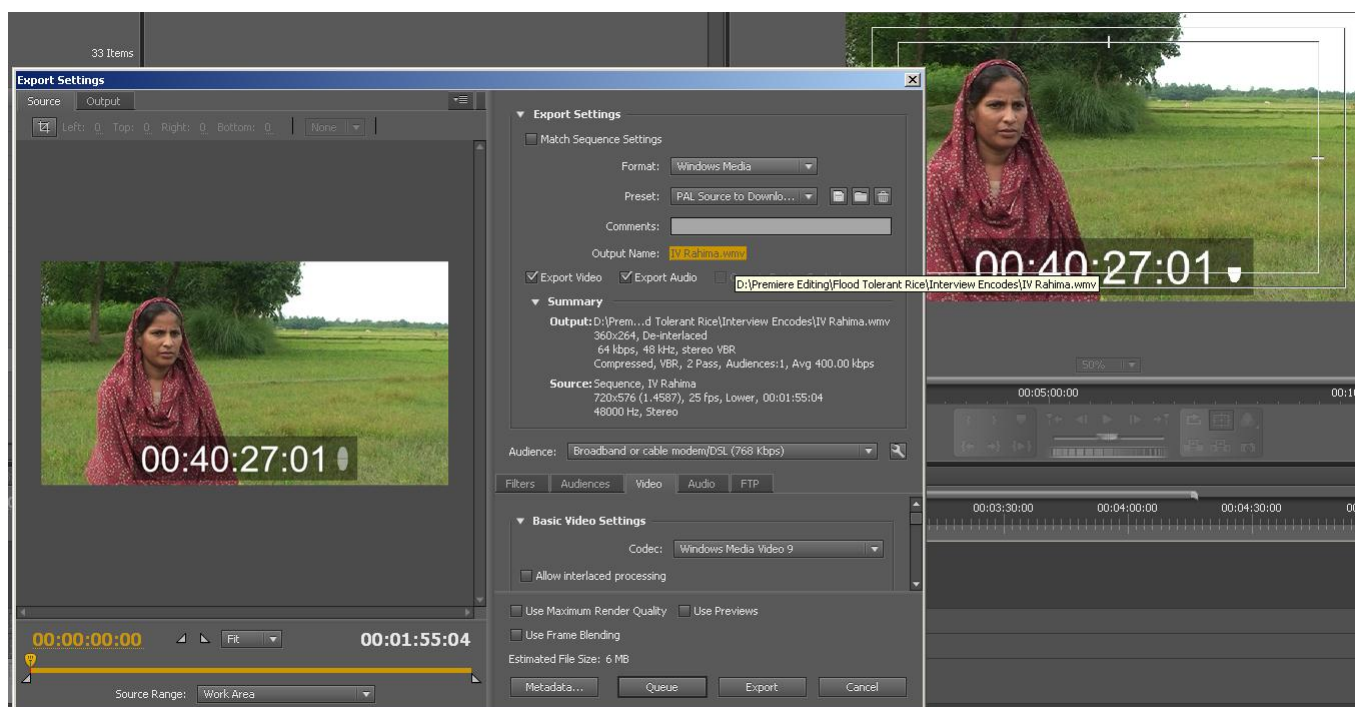 33 Items
Export Settings
Source Output
Left: 0 Top: 0 Right: 0 Bottom: 0 None
00:40:27:01
00:00:00:00 Fit 00:01:55:04
Source Range: Work Area
Export Settings
Match Sequence Settings
Format: Windows Media
Preset: PAL Source to Downlo...
Comments:
Output Name: IV Rahima.wmv
Export Video Export Audio
D:\Premiere Editing\Flood Tolerant Rice\Interview Encodes\IV Rahima.wmv
Summary
Output: D:\Prem...d Tolerant Rice\Interview Encodes\IV Rahima.wmv
360x264, De-interlaced
64 kbps, 48 kHz, stereo VBR
Compressed, VBR, 2 Pass, Audiences:1, Avg 400.00 kbps
Source: Sequence, IV Rahima
720x576 (1.4587), 25 fps, Lower, 00:01:55:04
48000 Hz, Stereo
Audience: Broadband or cable modem/DSL (768 Kbps)
Filters Audiences Video Audio FTP
Basic Video Settings
Codec: Windows Media Video 9
Allow interlaced processing
Use Maximum Render Quality Use Previews
Use Frame Blending
Estimated File Size: 6 MB
Metadata... Queue Export Cancel
00:40:27:01
50%
00:05:00:00 00:1
00:03:30:00 00:04:00:00 00:04:30:00 00